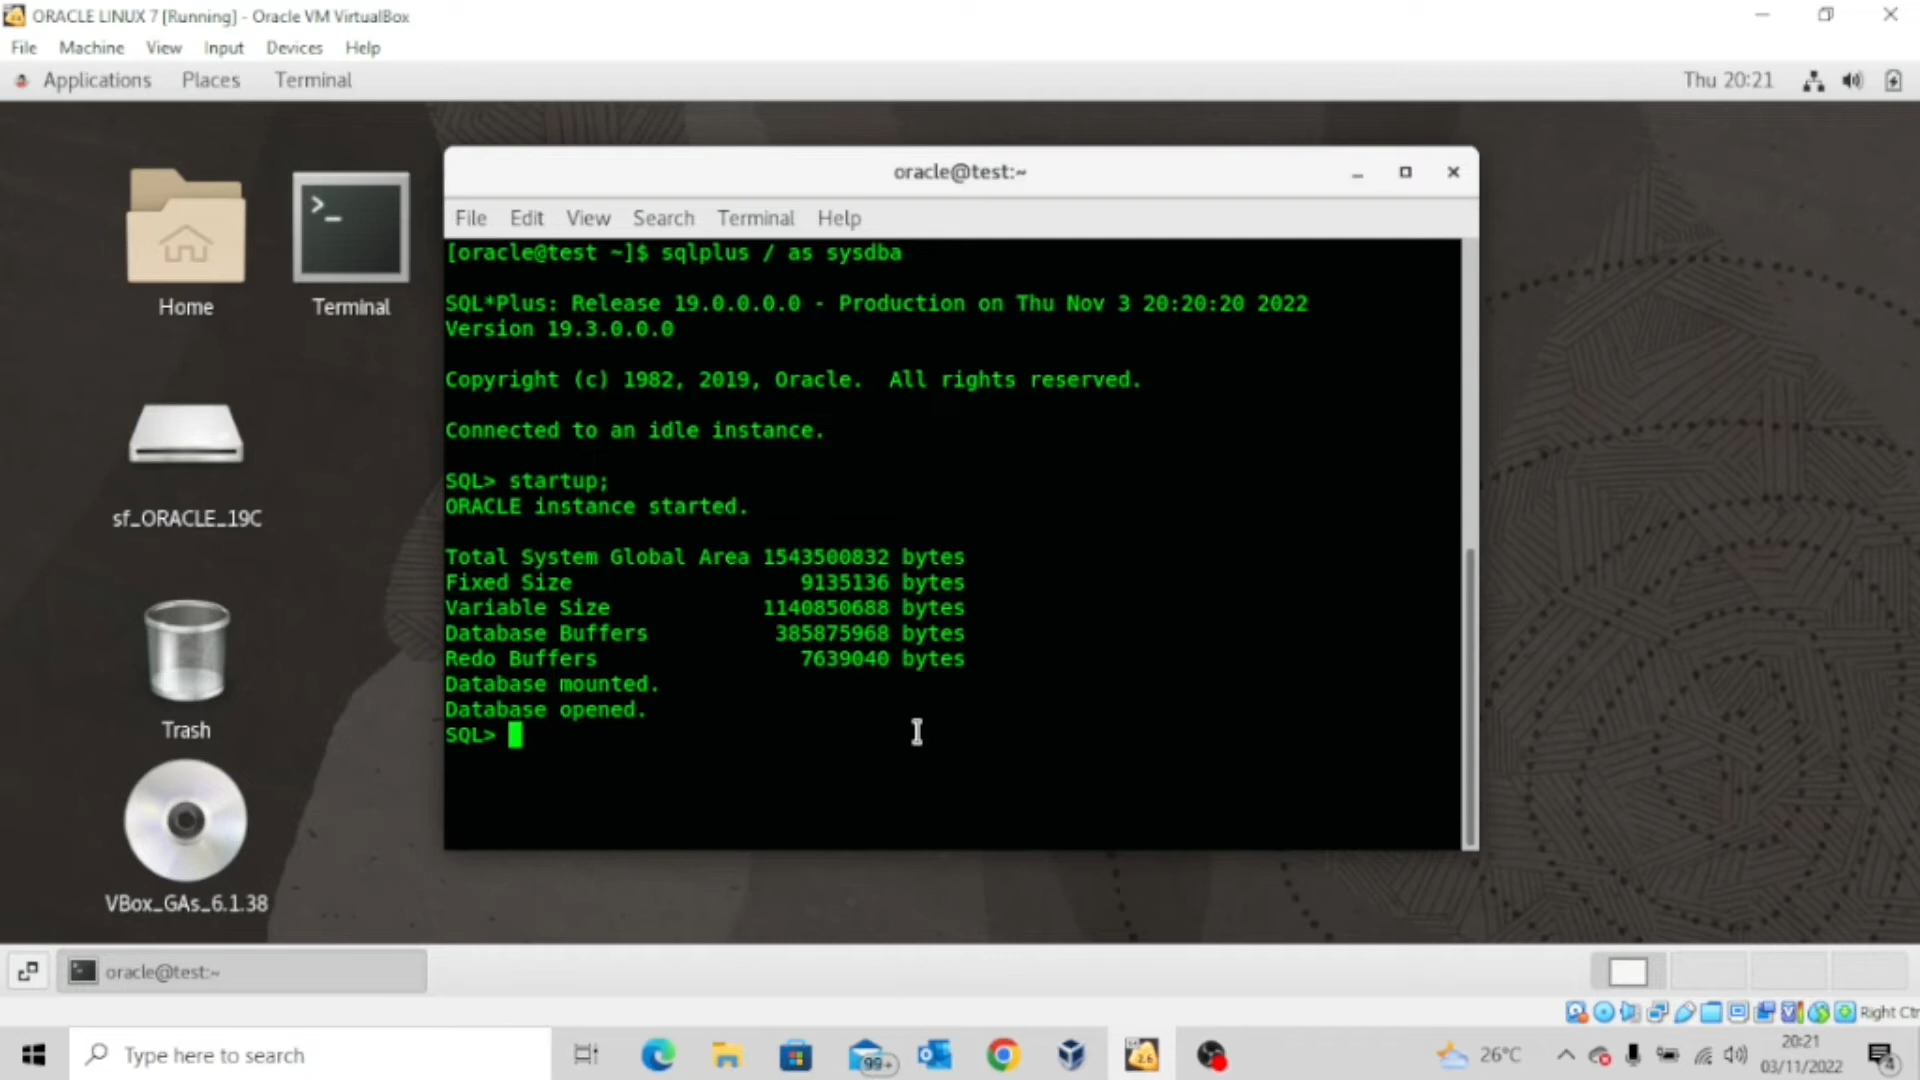 ORACLE LINUX 7 [Running] - Oracle VM VirtualBox
File Machine View Input Devices Help
Applications Places Terminal
Thu 20:21
oracle@test:~
File Edit View Search Terminal Help
[oracle@test ~]$ sqlplus / as sysdba
SQL*Plus: Release 19.0.0.0.0 - Production on Thu Nov 3 20:20:20 2022
Version 19.3.0.0.0
Copyright (c) 1982, 2019, Oracle.  All rights reserved.
Connected to an idle instance.
SQL> startup;
ORACLE instance started.
Total System Global Area 1543500832 bytes
Fixed Size 9135136 bytes
Variable Size 1140850688 bytes
Database Buffers 385875968 bytes
Redo Buffers 7639040 bytes
Database mounted.
Database opened.
SQL>
Home
Terminal
sf_ORACLE_19C
Trash
VBox_GAs_6.1.38
oracle@test:~
Right Ctr
Type here to search
99+
2.6
26°C
20:21
03/11/2022
4